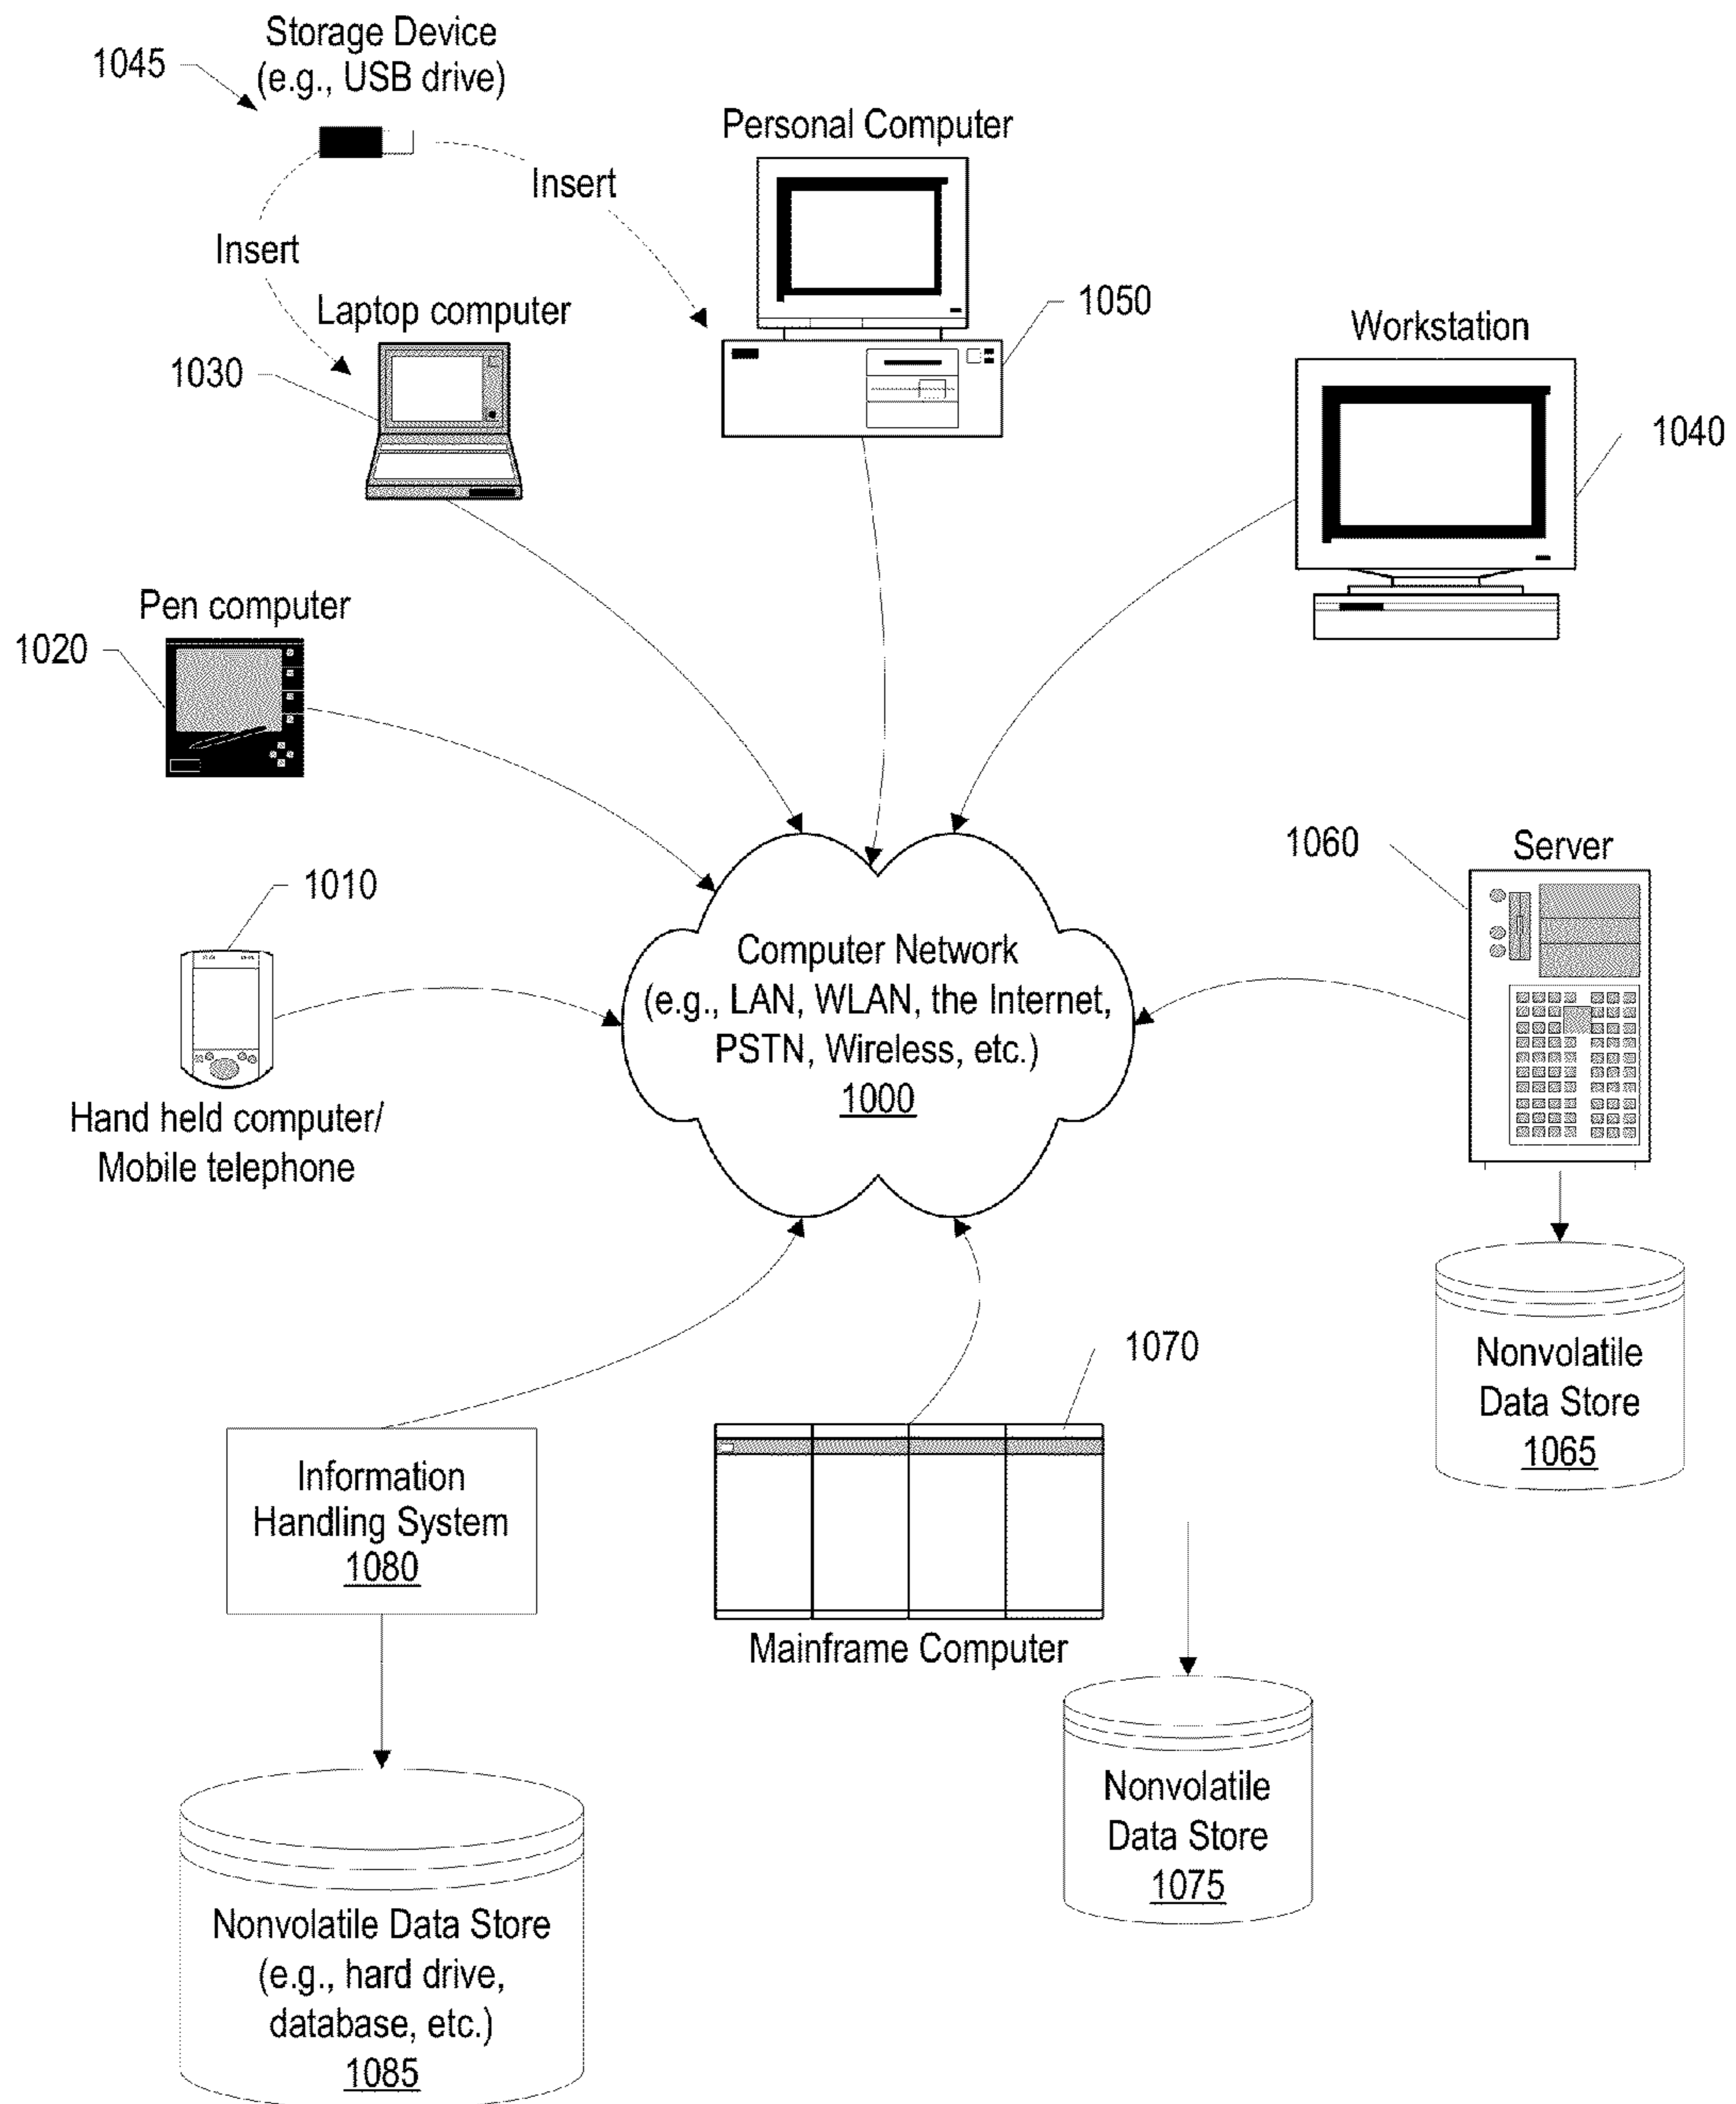 Storage Device
(e.g., USB drive)
1045
Personal Computer
Insert
Insert
Laptop computer
1050
Workstation
1030
1040
Pen computer
1020
1060
Server
1010
Computer Network
(e.g., LAN, WLAN, the Internet,
PSTN, Wireless, etc.)
1000
Hand held computer/
Mobile telephone
1070
Nonvolatile
Data Store
1065
Information
Handling System
1080
Mainframe Computer
Nonvolatile
Data Store
1075
Nonvolatile Data Store
(e.g., hard drive,
database, etc.)
1085